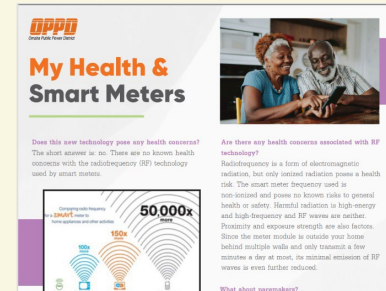 OPPD
Omaha Public Power District
My Health &
Smart Meters
Does this new technology pose any health concerns?
The short answer is: no. There are no known health
concerns with the radiofrequency (RF) technology
used by smart meters.
Comparing radio frequency
for a SMART meter to
home appliances and other activities
50,000x
more
150x
more
100x
more
Are there any health concerns associated with RF
technology?
Radiofrequency is a form of electromagnetic
radiation, but only ionized radiation poses a health
risk. The smart meter frequency used is
non-ionized and poses no known risks to general
health or safety. Harmful radiation is high-energy
and high-frequency and RF waves are neither.
Proximity and exposure strength are also factors.
Since the meter module is outside your home
behind multiple walls and only transmit a few
minutes a day at most, its minimal emission of RF
waves is even further reduced.
What about pacemakers?